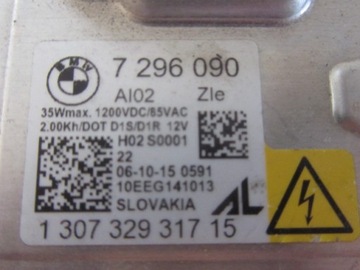 BMW
7 296 090
AI02 ZIe
35Wmax. 1200VDC/85VAC
2.00Kh/DOT D1S/D1R 12V
H02 S0001
22
06-10-15 0591
10EEG141013
SLOVAKIA AL
1 307 329 317 15